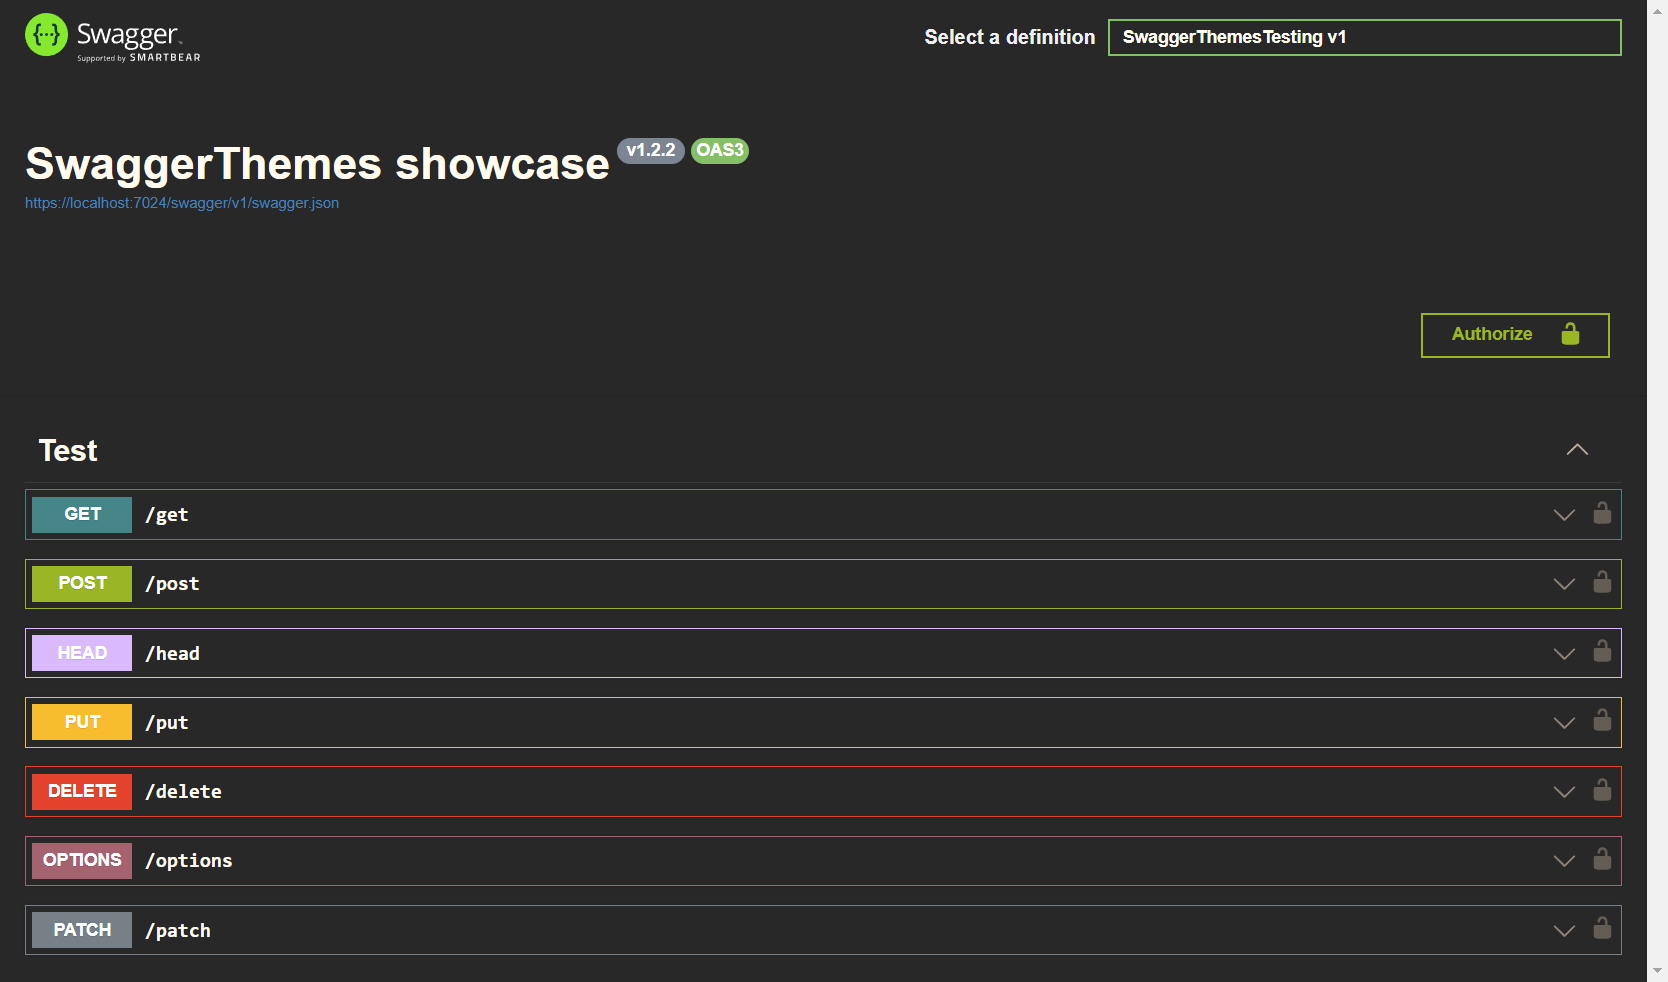 {···} Swagger™
Supported by SMARTBEAR
Select a definition
SwaggerThemesTesting v1
SwaggerThemes showcase v1.2.2 OAS3
https://localhost:7024/swagger/v1/swagger.json
Authorize
Test
GET /get
POST /post
HEAD /head
PUT /put
DELETE /delete
OPTIONS /options
PATCH /patch